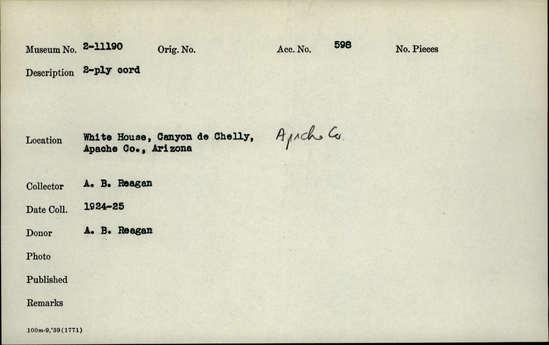 Museum No. 2-11190 Orig. No. Acc. No. 598 No. Pieces
Description 2-ply cord
Location White House, Canyon de Chelly, Apache Co.
Apache Co., Arizona
Collector A. B. Reagan
Date Coll. 1924-25
Donor A. B. Reagan
Photo
Published
Remarks
100m-9,'39(1771)